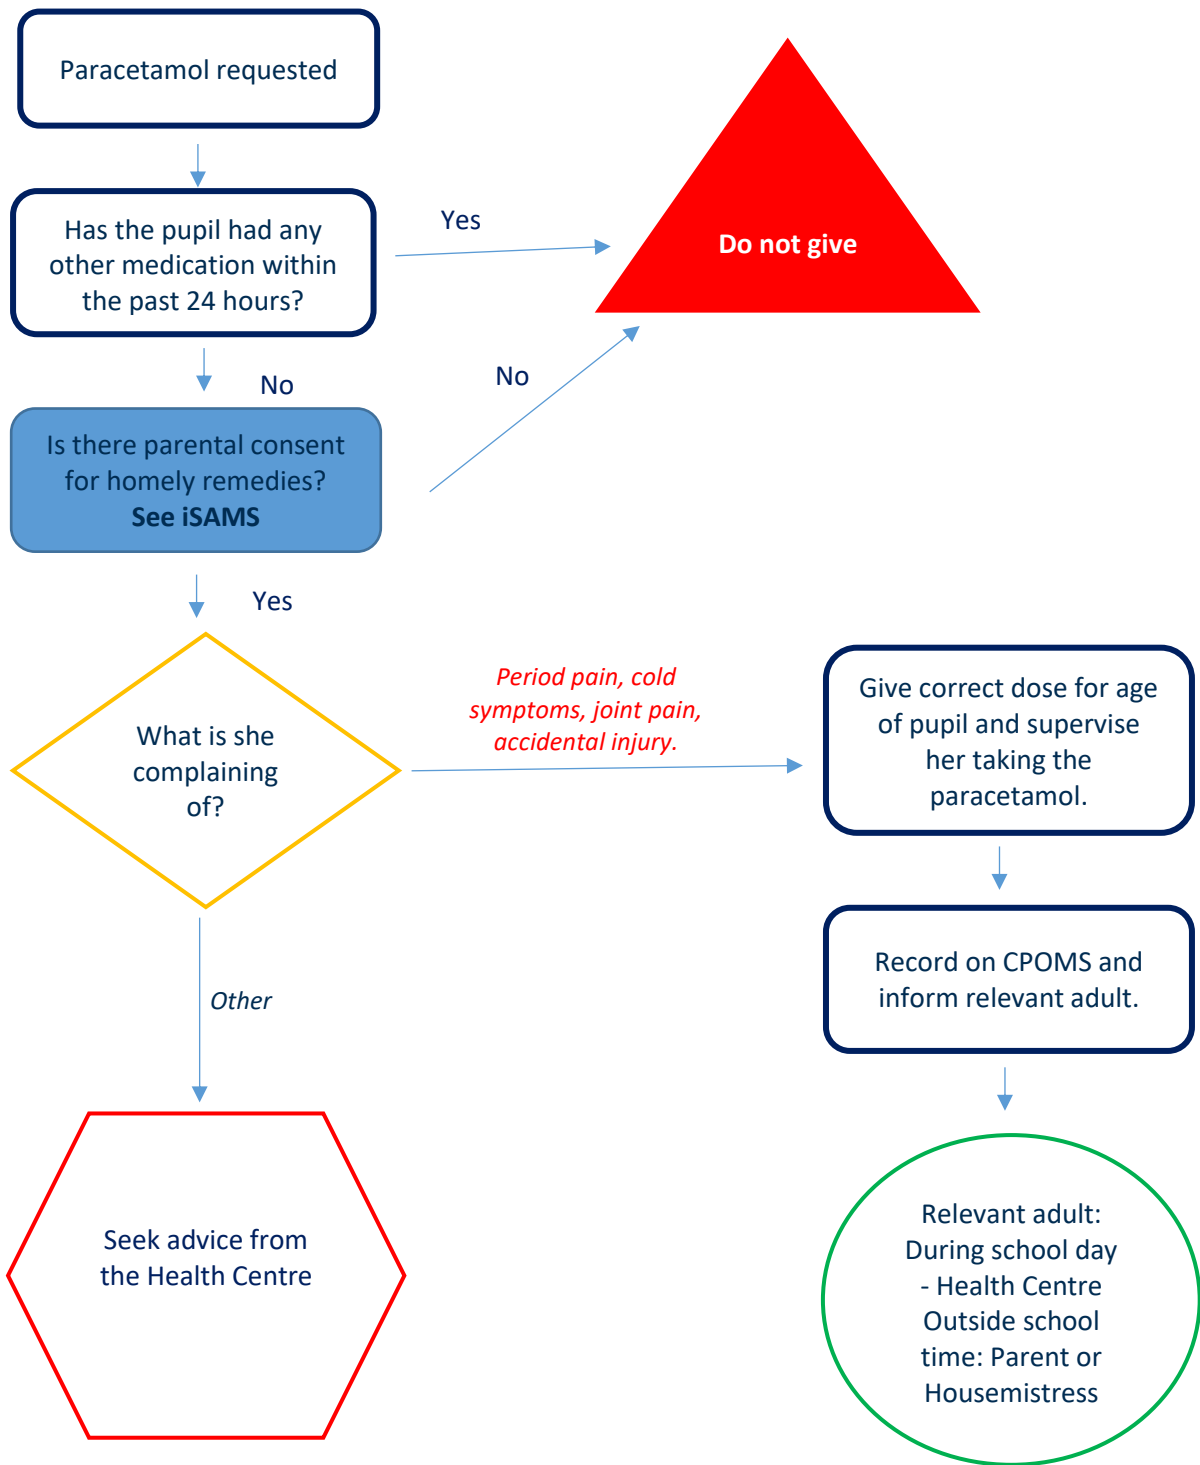 Paracetamol requested
Has the pupil had any
other medication within
the past 24 hours?
Yes
Do not give
No
No
Is there parental consent
for homely remedies?
See iSAMS
Yes
What is she
complaining
of?
Period pain, cold
symptoms, joint pain,
accidental injury.
Give correct dose for age
of pupil and supervise
her taking the
paracetamol.
Record on CPOMS and
inform relevant adult.
Other
Seek advice from
the Health Centre
Relevant adult:
During school day
- Health Centre
Outside school
time: Parent or
Housemistress